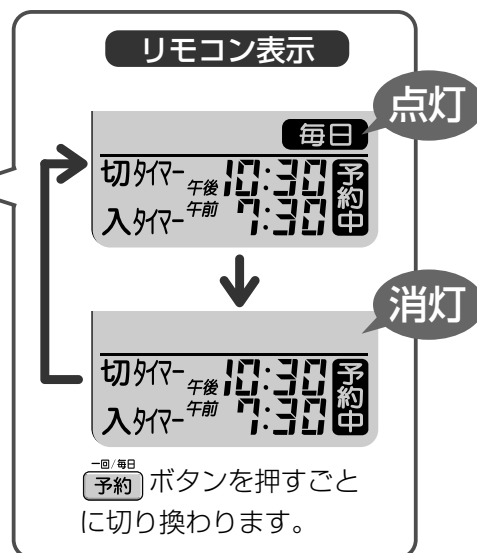 リモコン表示
点灯
毎日
切タイマー 午後 10:30 予約中
入タイマー 午前 7:30
消灯
切タイマー 午後 10:30 予約中
入タイマー 午前 7:30
一回/毎日
予約 ボタンを押すごと
に切り換わります。